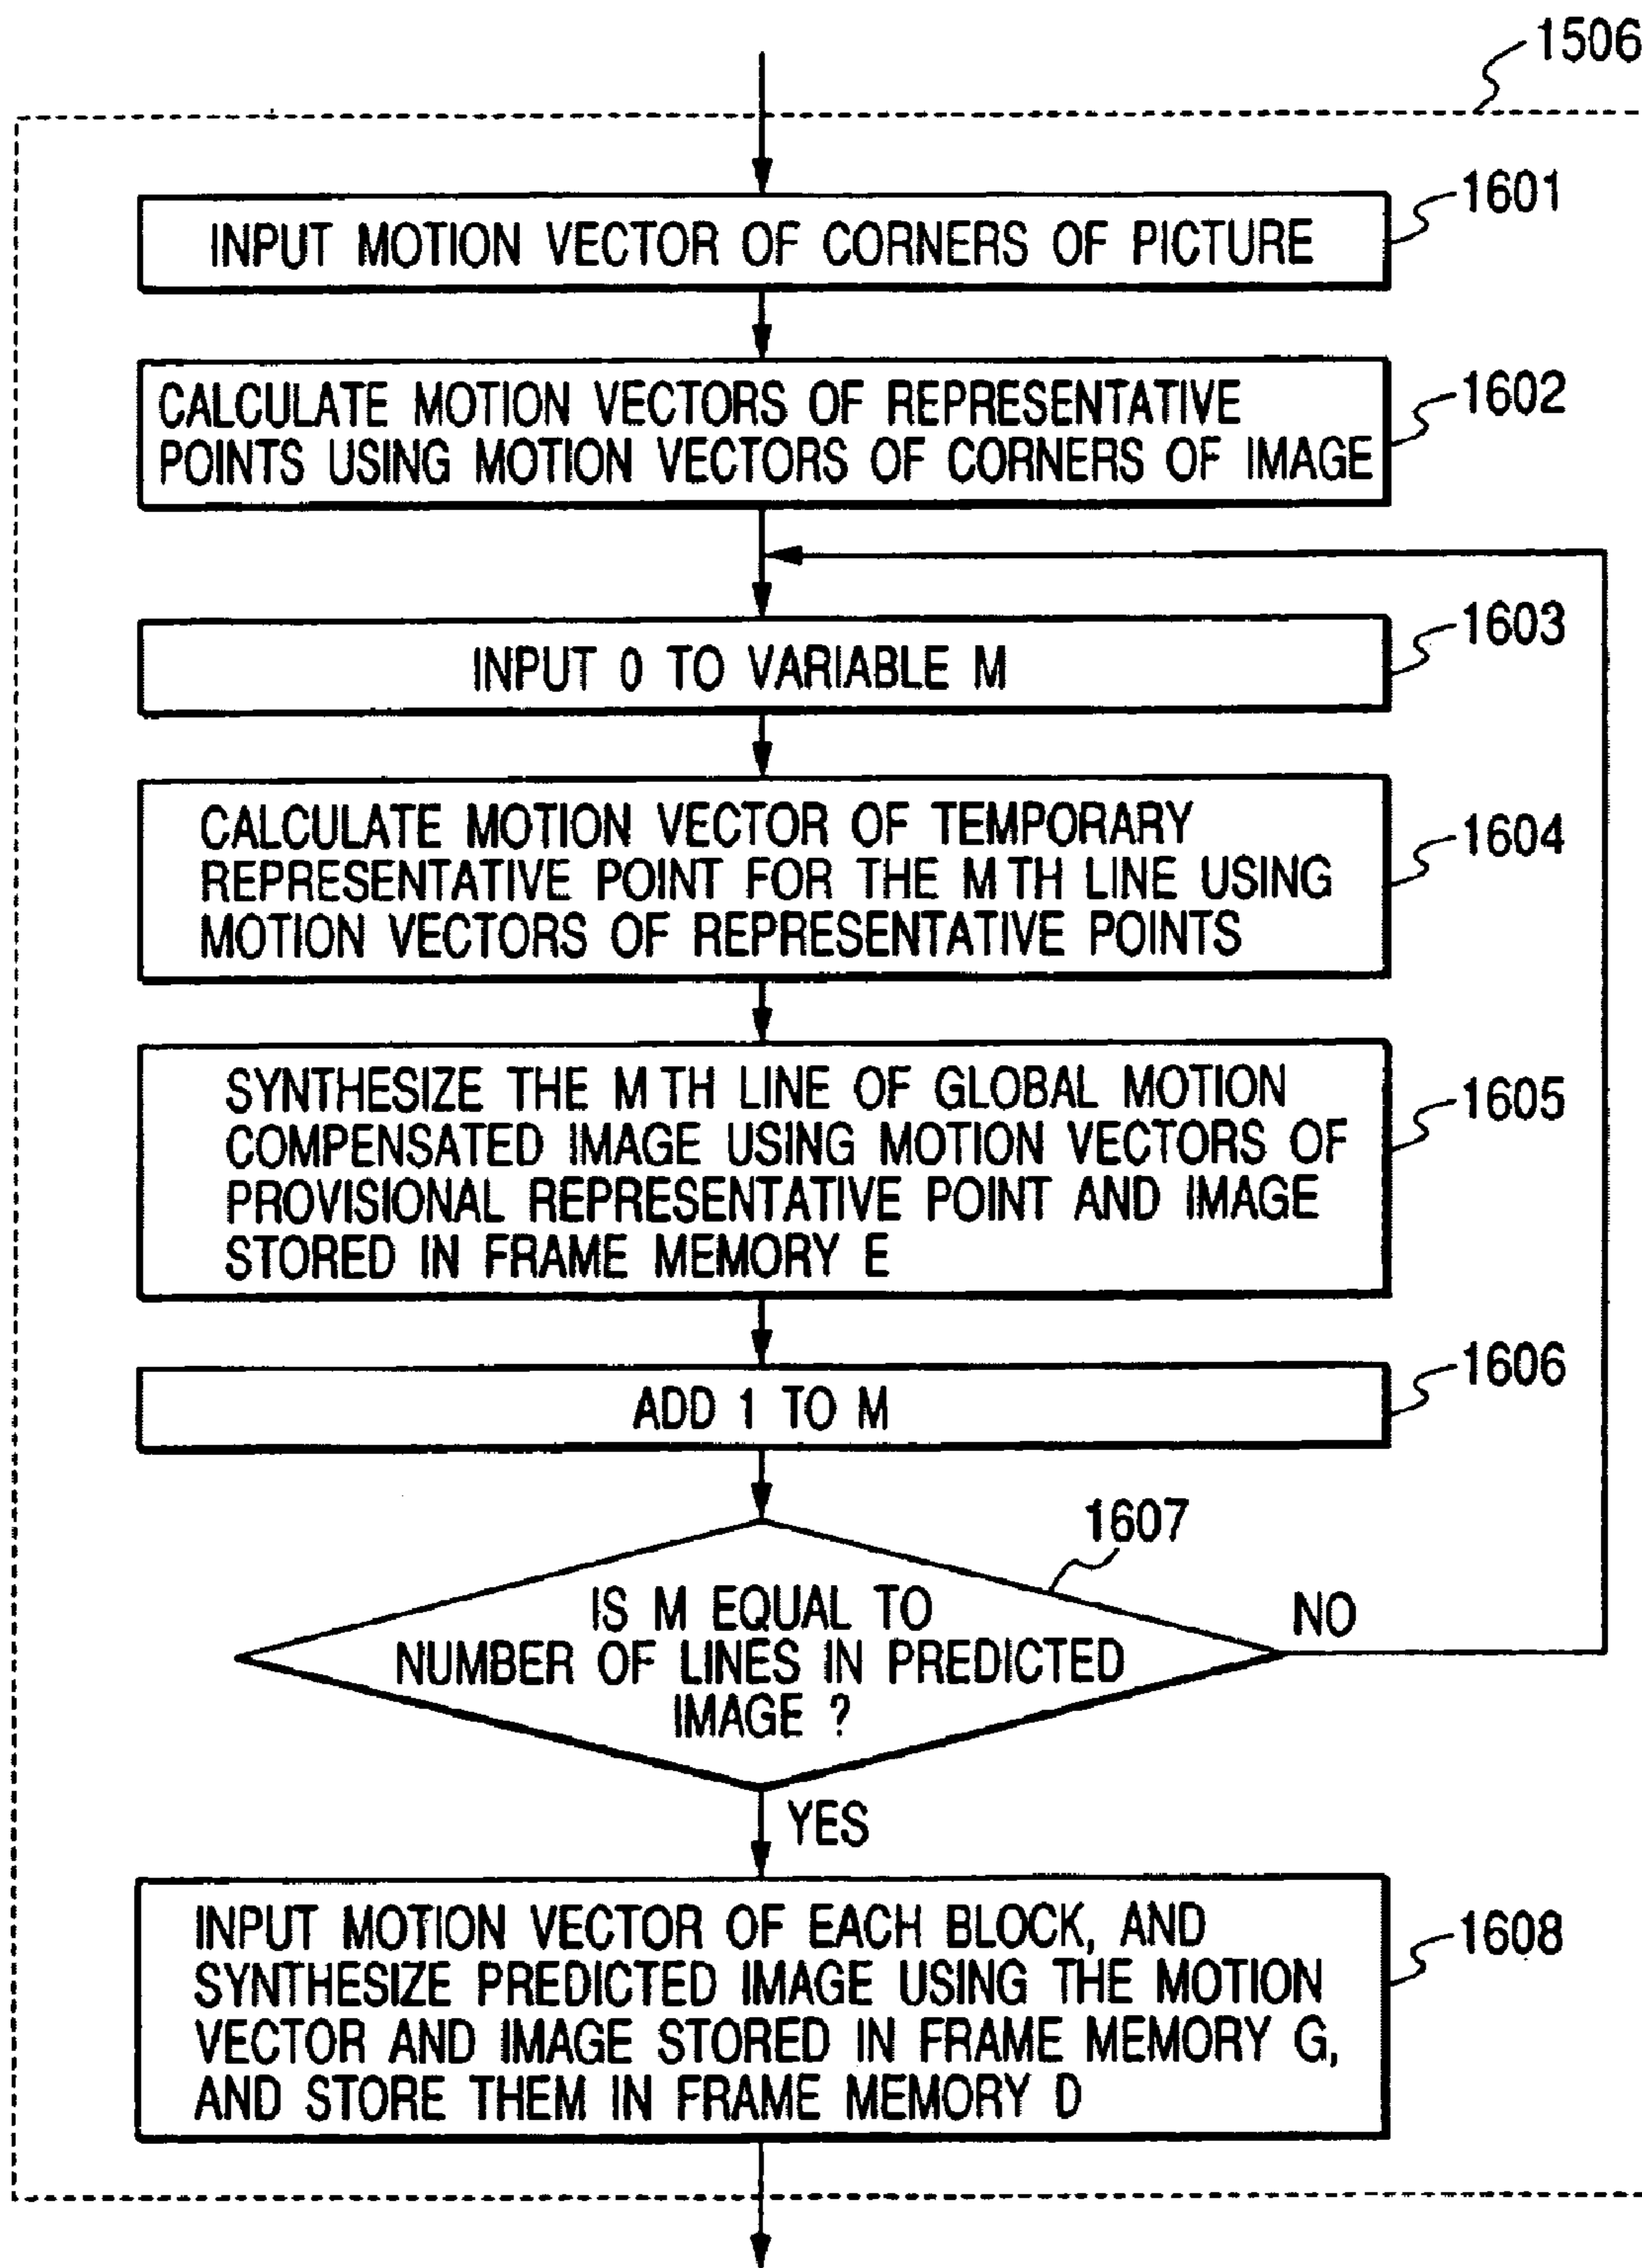 1506
INPUT MOTION VECTOR OF CORNERS OF PICTURE
1601
CALCULATE MOTION VECTORS OF REPRESENTATIVE
POINTS USING MOTION VECTORS OF CORNERS OF IMAGE
1602
INPUT 0 TO VARIABLE M
1603
CALCULATE MOTION VECTOR OF TEMPORARY
REPRESENTATIVE POINT FOR THE M TH LINE USING
MOTION VECTORS OF REPRESENTATIVE POINTS
1604
SYNTHESIZE THE M TH LINE OF GLOBAL MOTION
COMPENSATED IMAGE USING MOTION VECTORS OF
PROVISIONAL REPRESENTATIVE POINT AND IMAGE
STORED IN FRAME MEMORY E
1605
ADD 1 TO M
1606
1607
IS M EQUAL TO
NUMBER OF LINES IN PREDICTED
IMAGE ?
NO
YES
INPUT MOTION VECTOR OF EACH BLOCK, AND
SYNTHESIZE PREDICTED IMAGE USING THE MOTION
VECTOR AND IMAGE STORED IN FRAME MEMORY G,
AND STORE THEM IN FRAME MEMORY D
1608